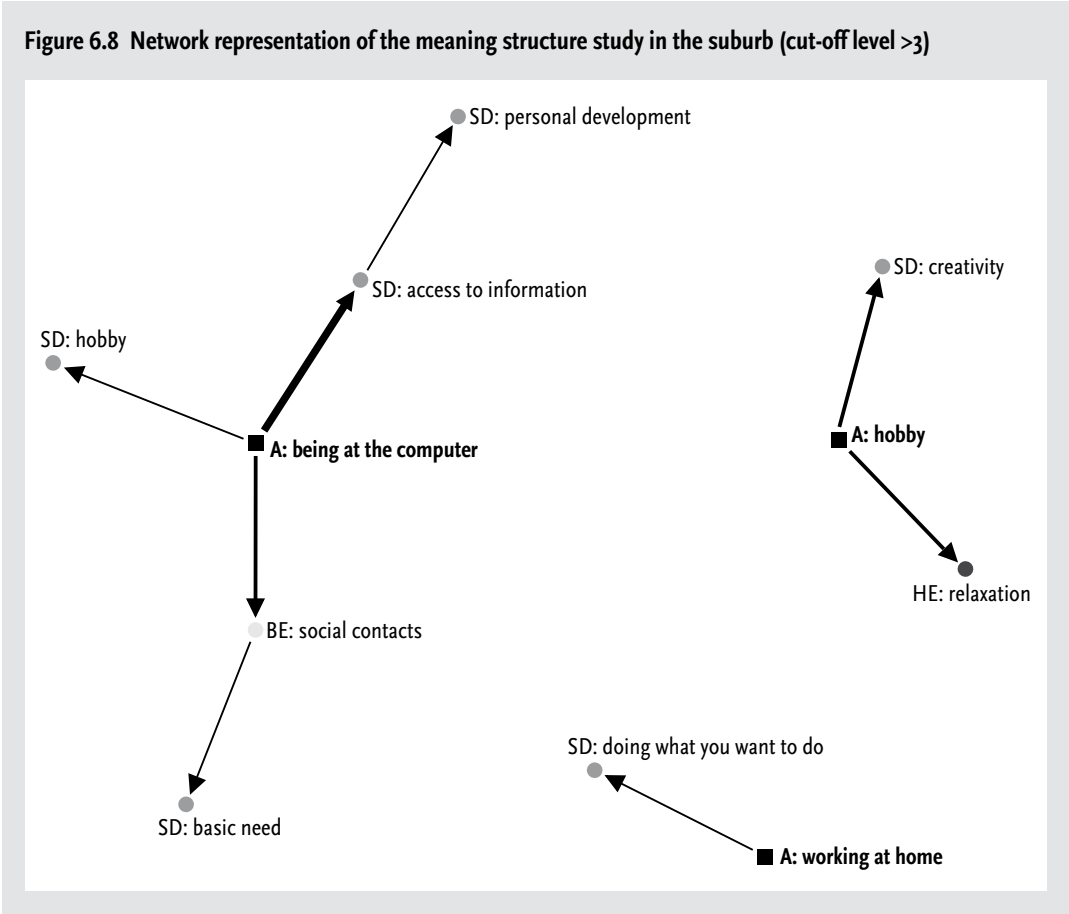 Figure 6.8 Network representation of the meaning structure study in the suburb (cut-off level >3)
SD: personal development
SD: creativity
SD: access to information
SD: hobby
A: hobby
A: being at the computer
HE: relaxation
BE: social contacts
SD: doing what you want to do
SD: basic need
A: working at home